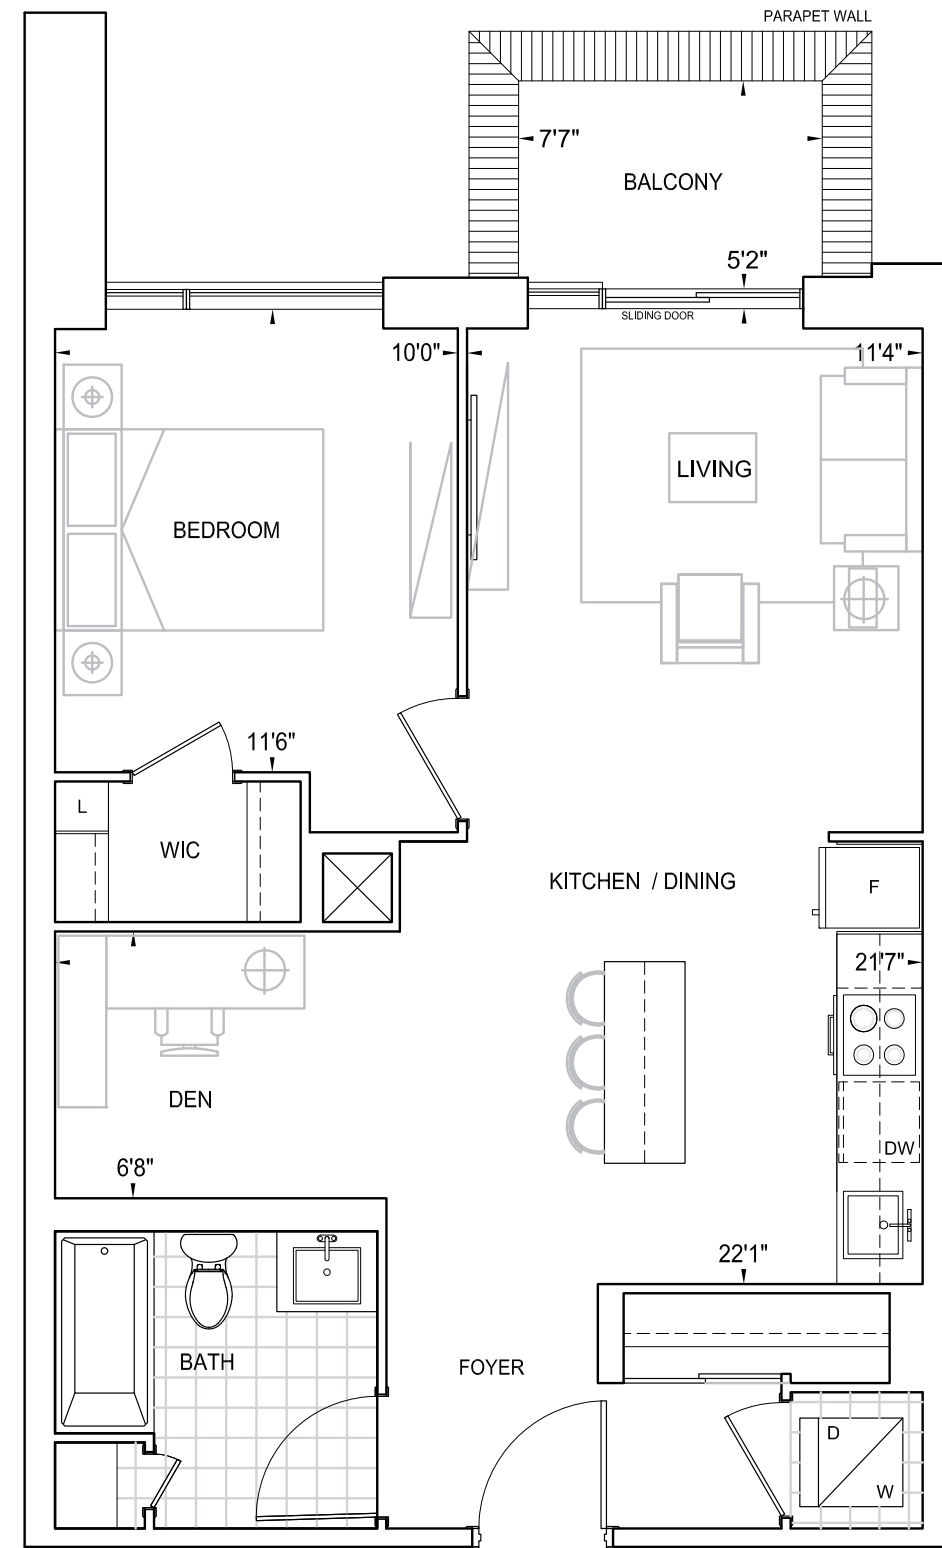 PARAPET WALL
7'7"
BALCONY
5'2"
SLIDING DOOR
10'0"
11'4"
LIVING
BEDROOM
11'6"
L
WIC
KITCHEN / DINING
F
21'7"
DEN
DW
6'8"
22'1"
BATH
FOYER
D
W